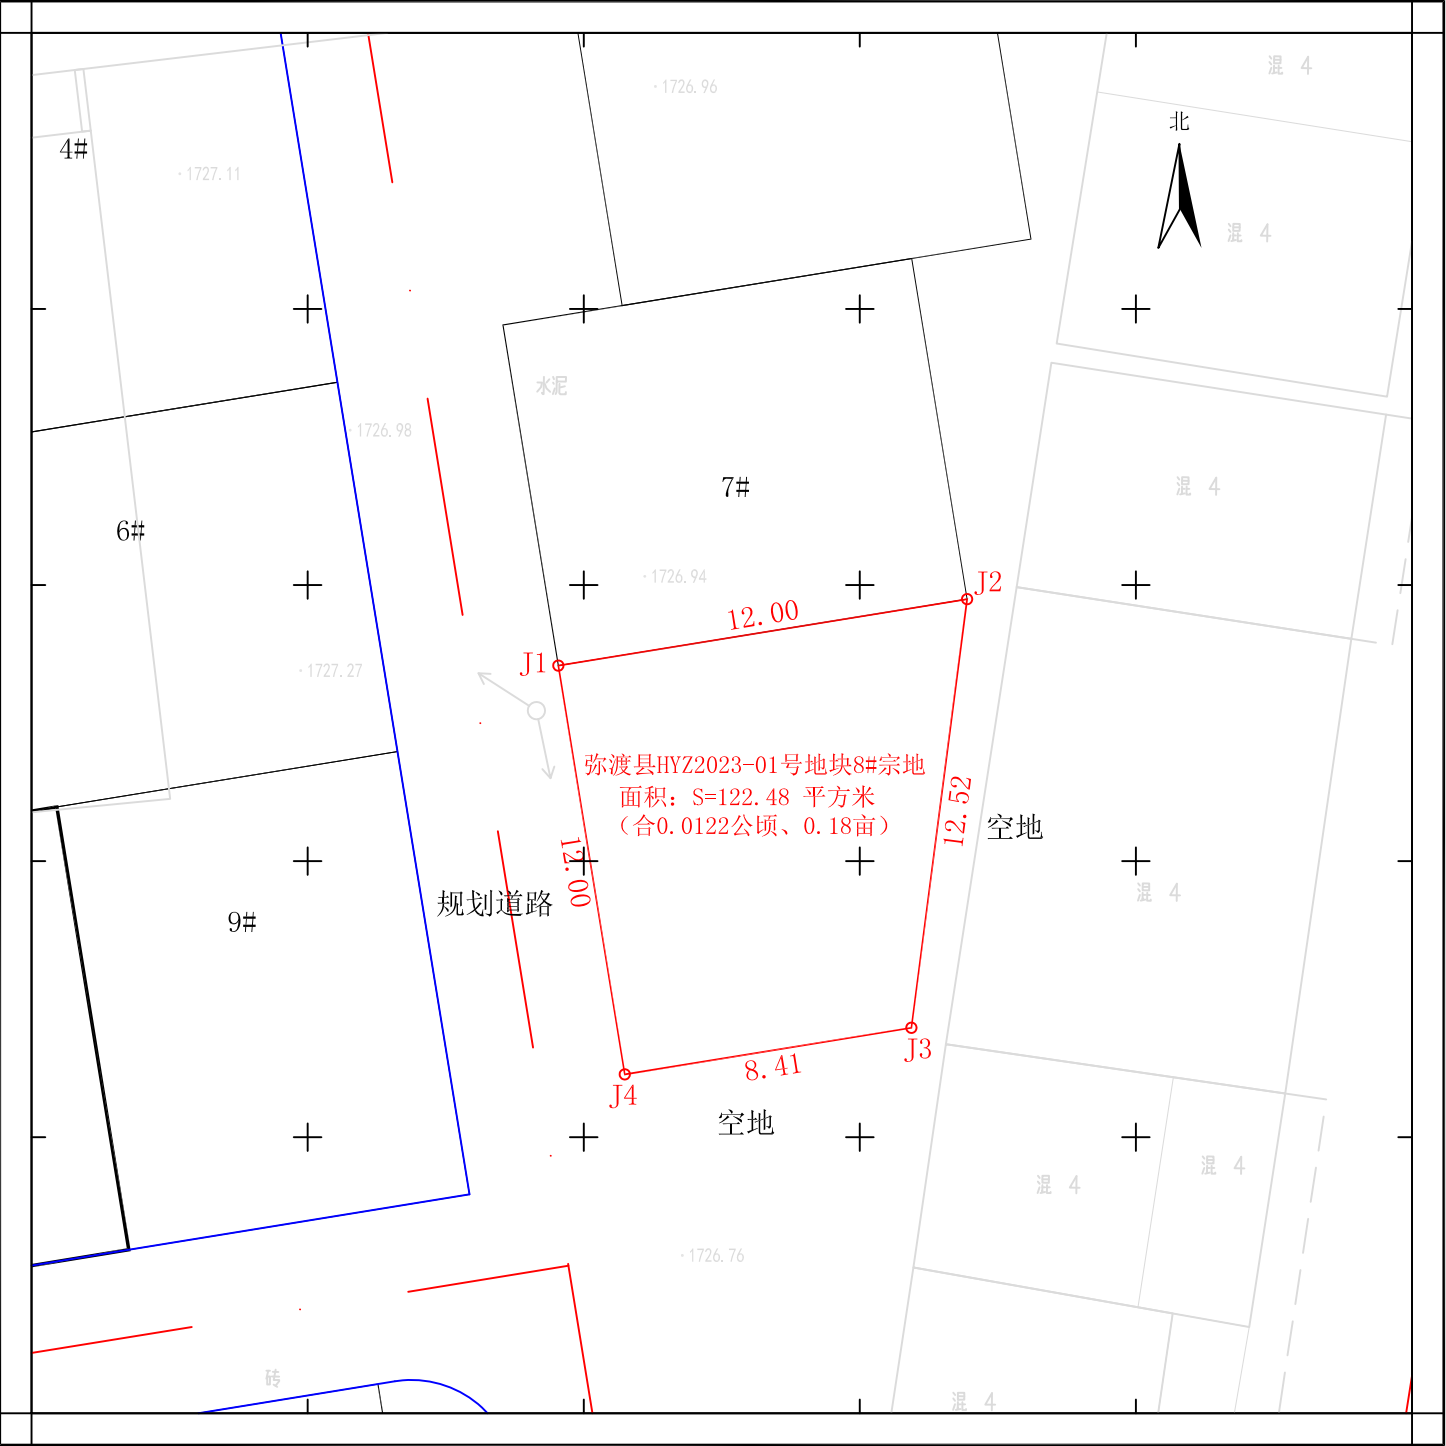 混 4
·1726.96
北
4#
·1727.11
混 4
水泥
·1726.98
7#
混 4
6#
·1726.94
J2
12.00
J1
·1727.27
弥渡县HYZ2023-01号地块8#宗地
面积：S=122.48 平方米
（合0.0122公顷、0.18亩）
12.52
空地
12.00
混 4
规划道路
9#
J3
8.41
J4
空地
混 4
混 4
·1726.76
砖
混 4